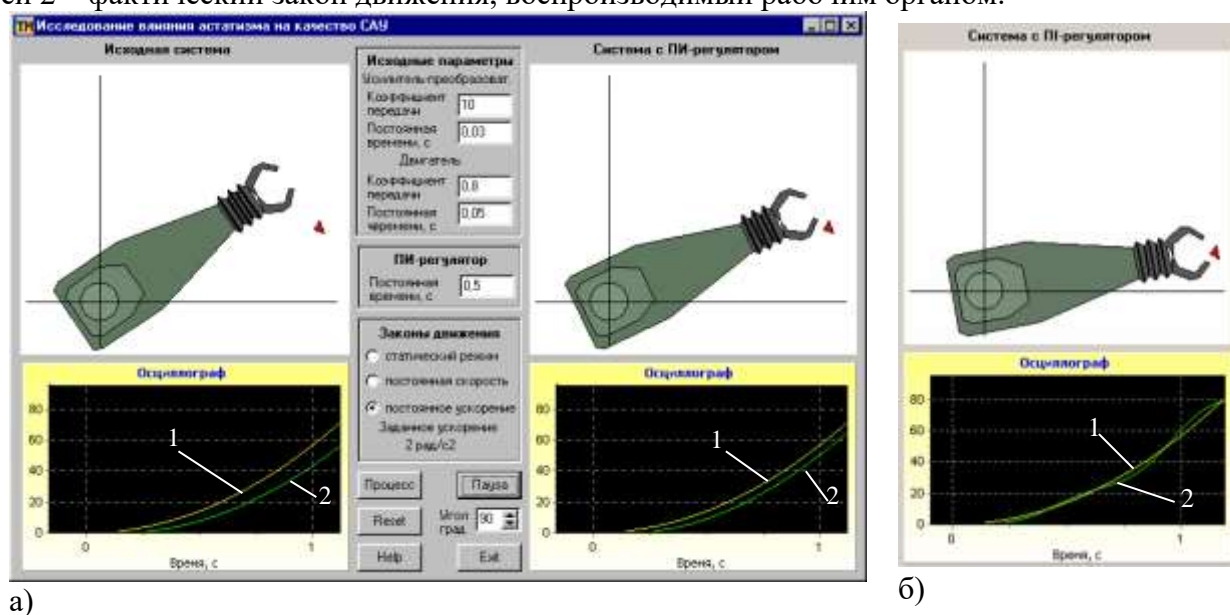 фактический закон движения, воспроизводимый рабочим органом.
Исследование влияния астатизма на качество САУ
Исходная система
Исходные параметры
Усилитель-преобразоват.
Коэффициент
передачи
10
Постоянная
времени, с
0,03
Двигатель
Коэффициент
передачи
0,8
Постоянная
времени, с
0,05
ПИ-регулятор
Постоянная
времени, с
0,5
Законы движения
статический режим
постоянная скорость
постоянное ускорение
Заданное ускорение
2 рад/с2
Процесс
Пауза
Reset
Угол
град.
90
Help
Exit
Осциллограф
80
60
40
20
0
0
1
Время, с
1
2
Система с ПИ-регулятором
Осциллограф
80
60
40
20
0
0
1
Время, с
1
2
а)
Система с ПИ-регулятором
Осциллограф
80
60
40
20
0
0
1
Время, с
1
2
б)